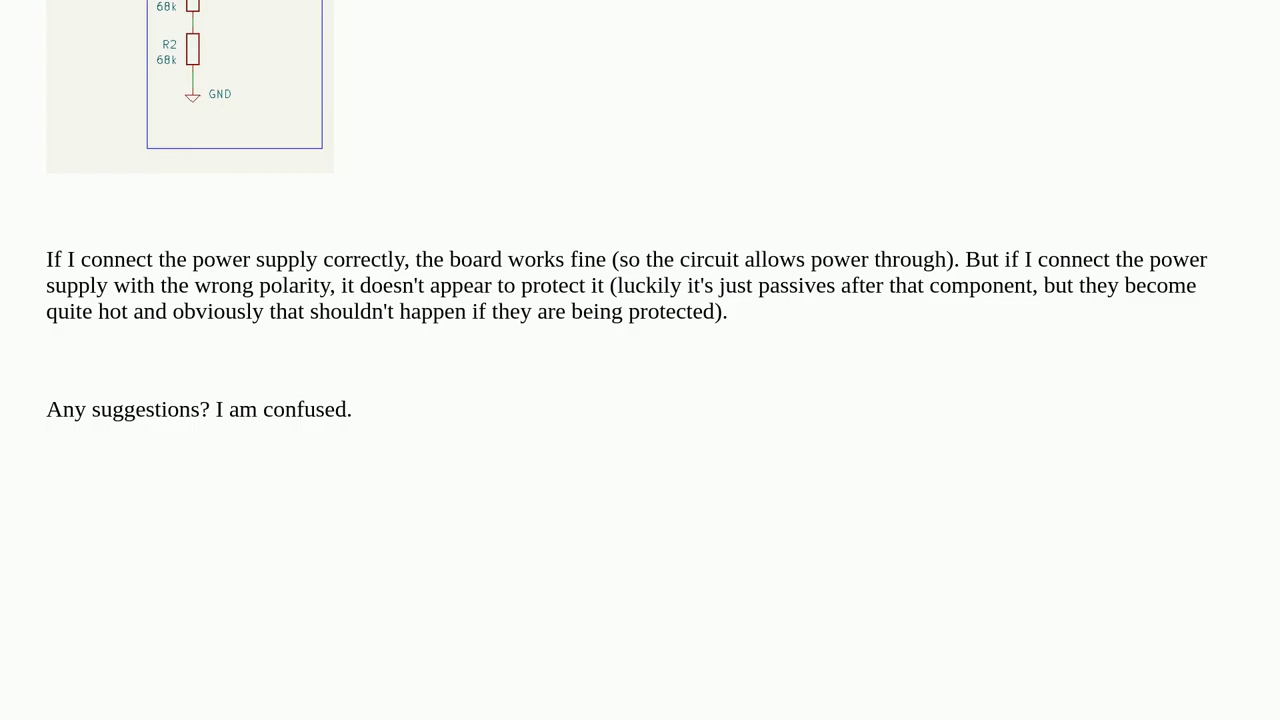 68k
R2
68k
GND
If I connect the power supply correctly, the board works fine (so the circuit allows power through). But if I connect the power
supply with the wrong polarity, it doesn't appear to protect it (luckily it's just passives after that component, but they become
quite hot and obviously that shouldn't happen if they are being protected).
Any suggestions? I am confused.